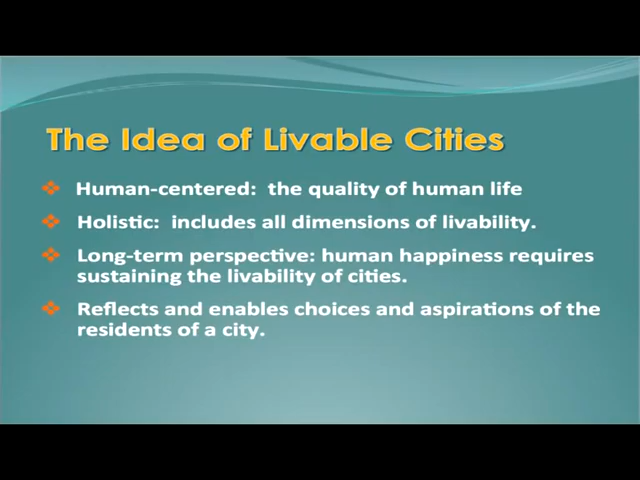 The Idea of Livable Cities
Human-centered: the quality of human life
Holistic: includes all dimensions of livability.
Long-term perspective: human happiness requires
sustaining the livability of cities.
Reflects and enables choices and aspirations of the
residents of a city.